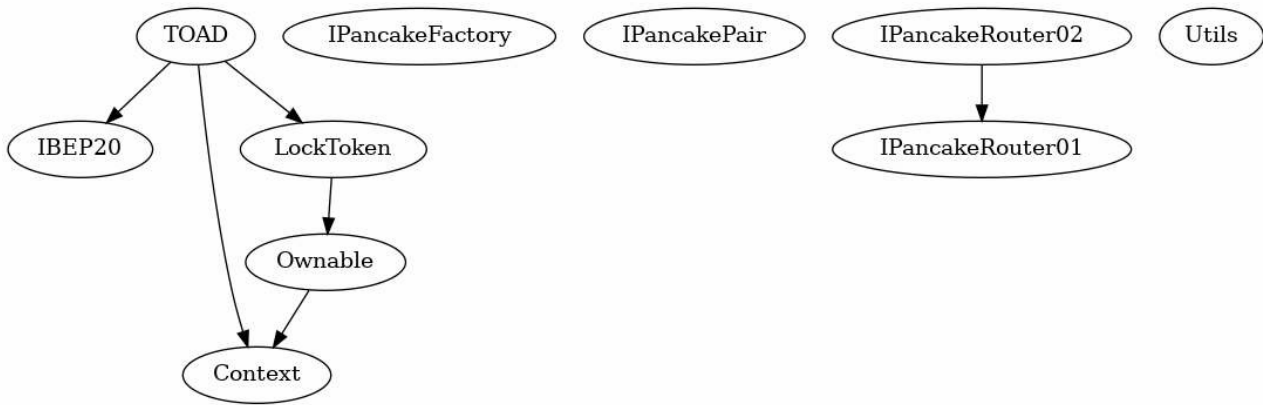 TOAD
IPancakeFactory
IPancakePair
IPancakeRouter02
Utils
IBEP20
LockToken
IPancakeRouter01
Ownable
Context